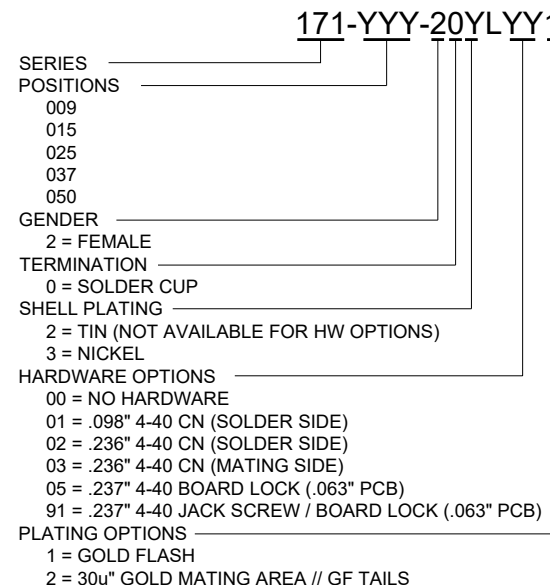 171-YYY-20YLYY1
SERIES
POSITIONS
009
015
025
037
050
GENDER
2 = FEMALE
TERMINATION
0 = SOLDER CUP
SHELL PLATING
2 = TIN (NOT AVAILABLE FOR HW OPTIONS)
3 = NICKEL
HARDWARE OPTIONS
00 = NO HARDWARE
01 = .098" 4-40 CN (SOLDER SIDE)
02 = .236" 4-40 CN (SOLDER SIDE)
03 = .236" 4-40 CN (MATING SIDE)
05 = .237" 4-40 BOARD LOCK (.063" PCB)
91 = .237" 4-40 JACK SCREW / BOARD LOCK (.063" PCB)
PLATING OPTIONS
1 = GOLD FLASH
2 = 30u" GOLD MATING AREA // GF TAILS